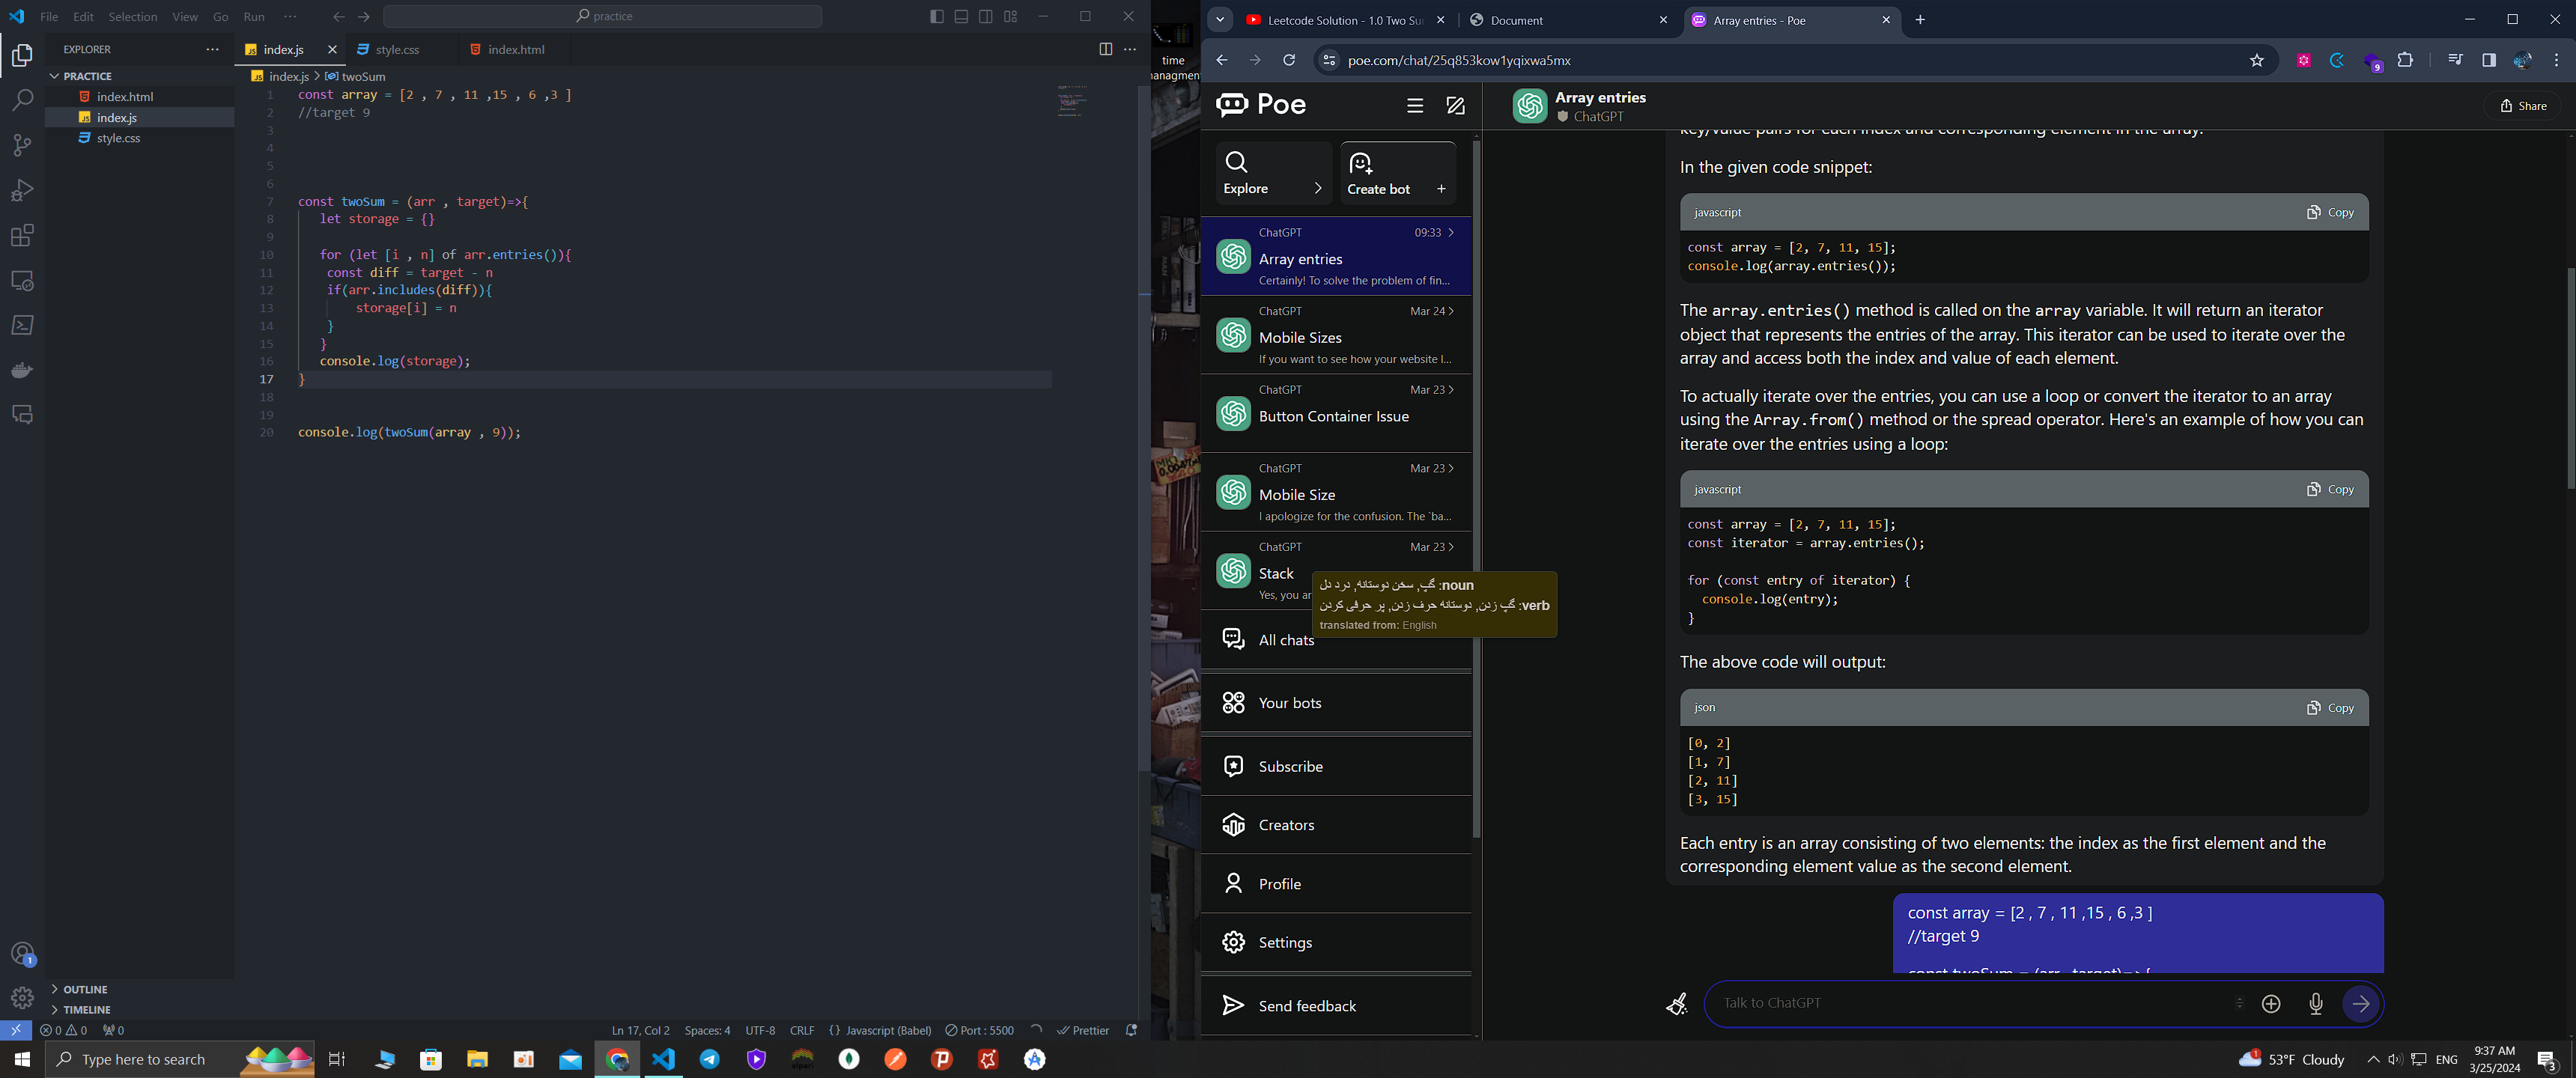 File Edit Selection View Go Run ···
practice
EXPLORER
PRACTICE
index.html
index.js
style.css
OUTLINE
TIMELINE
index.js
style.css
index.html
index.js > twoSum
1 const array = [2 , 7 , 11 ,15 , 6 ,3 ]
2 //target 9
3
4
5
6
7 const twoSum = (arr , target)=>{
8 let storage = {}
9
10 for (let [i , n] of arr.entries()){
11 const diff = target - n
12 if(arr.includes(diff)){
13 storage[i] = n
14 }
15 }
16 console.log(storage);
17 }
18
19
20 console.log(twoSum(array , 9));
1
0 0 0
Ln 17, Col 2 Spaces: 4 UTF-8 CRLF {} Javascript (Babel) Port : 5500 Prettier
time
Leetcode Solution - 1.0 Two Su
Document
Array entries - Poe
poe.com/chat/25q853kow1yqixwa5mx
9
Poe
Explore
Create bot +
ChatGPT 09:33
Array entries
Certainly! To solve the problem of fin...
ChatGPT Mar 24
Mobile Sizes
If you want to see how your website l...
ChatGPT Mar 23
Button Container Issue
ChatGPT Mar 23
Mobile Size
I apologize for the confusion. The `ba...
ChatGPT Mar 23
Stack
Yes, you ar
noun: گپ, سخن دوستانه, درد دل
verb: گپ زدن, دوستانه حرف زدن, پر حرفی کردن
translated from: English
All chats
Your bots
Subscribe
Creators
Profile
Settings
Send feedback
Array entries
ChatGPT
Share
key/value pairs for each index and corresponding element in the array.
In the given code snippet:
javascript Copy
const array = [2, 7, 11, 15];
console.log(array.entries());
The array.entries() method is called on the array variable. It will return an iterator
object that represents the entries of the array. This iterator can be used to iterate over the
array and access both the index and value of each element.
To actually iterate over the entries, you can use a loop or convert the iterator to an array
using the Array.from() method or the spread operator. Here's an example of how you can
iterate over the entries using a loop:
javascript Copy
const array = [2, 7, 11, 15];
const iterator = array.entries();
for (const entry of iterator) {
console.log(entry);
}
The above code will output:
json Copy
[0, 2]
[1, 7]
[2, 11]
[3, 15]
Each entry is an array consisting of two elements: the index as the first element and the
corresponding element value as the second element.
const array = [2 , 7 , 11 ,15 , 6 ,3 ]
//target 9
const twoSum = (arr , target)=>{
Talk to ChatGPT
Type here to search
53°F Cloudy
ENG
9:37 AM
3/25/2024
3